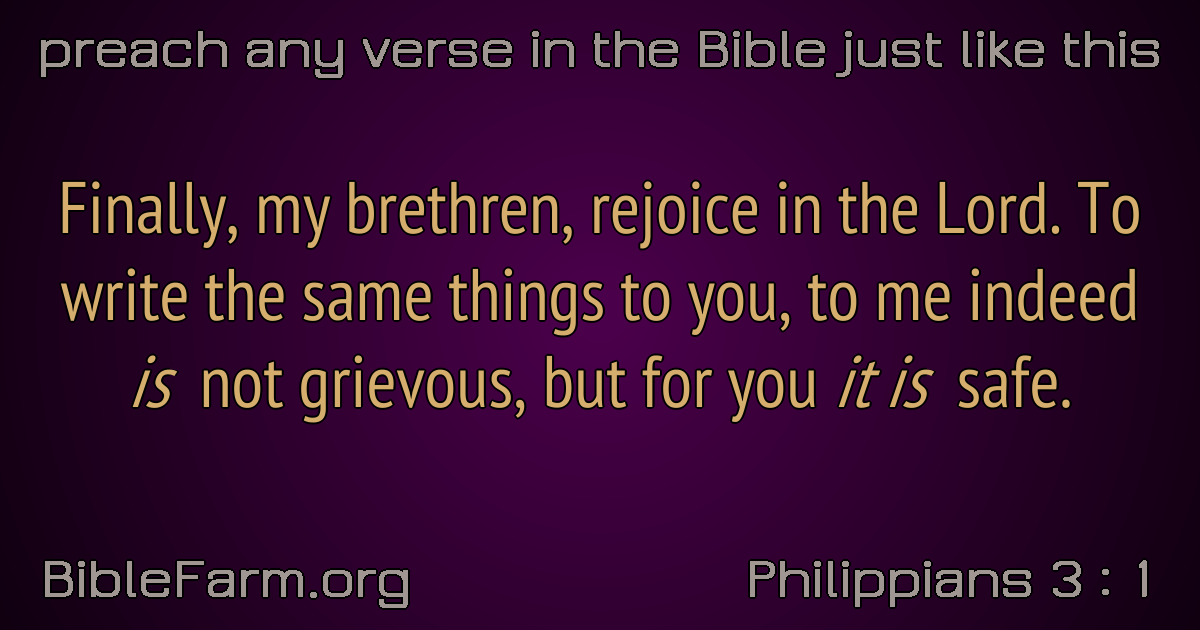 preach any verse in the Bible just like this
Finally, my brethren, rejoice in the Lord. To
write the same things to you, to me indeed
is not grievous, but for you it is safe.
BibleFarm.org
Philippians 3 : 1